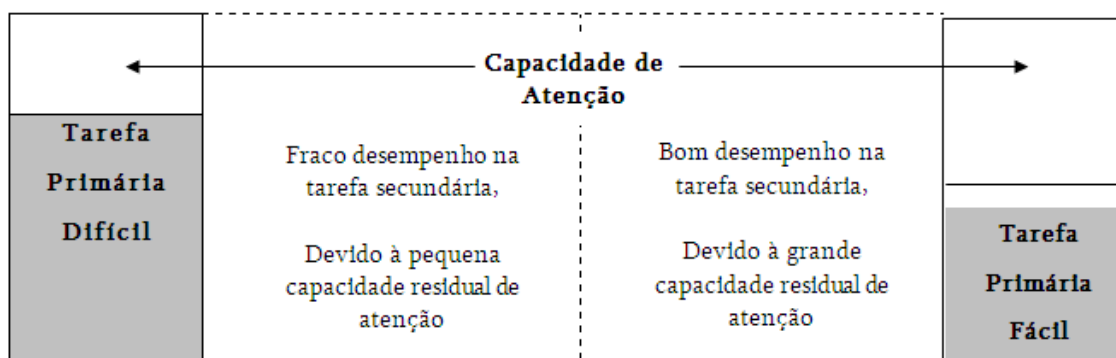 Capacidade de
Atenção
Tarefa
Primária
Difícil
Fraco desempenho na
tarefa secundária,
Devido à pequena
capacidade residual de
atenção
Bom desempenho na
tarefa secundária,
Devido à grande
capacidade residual de
atenção
Tarefa
Primária
Fácil